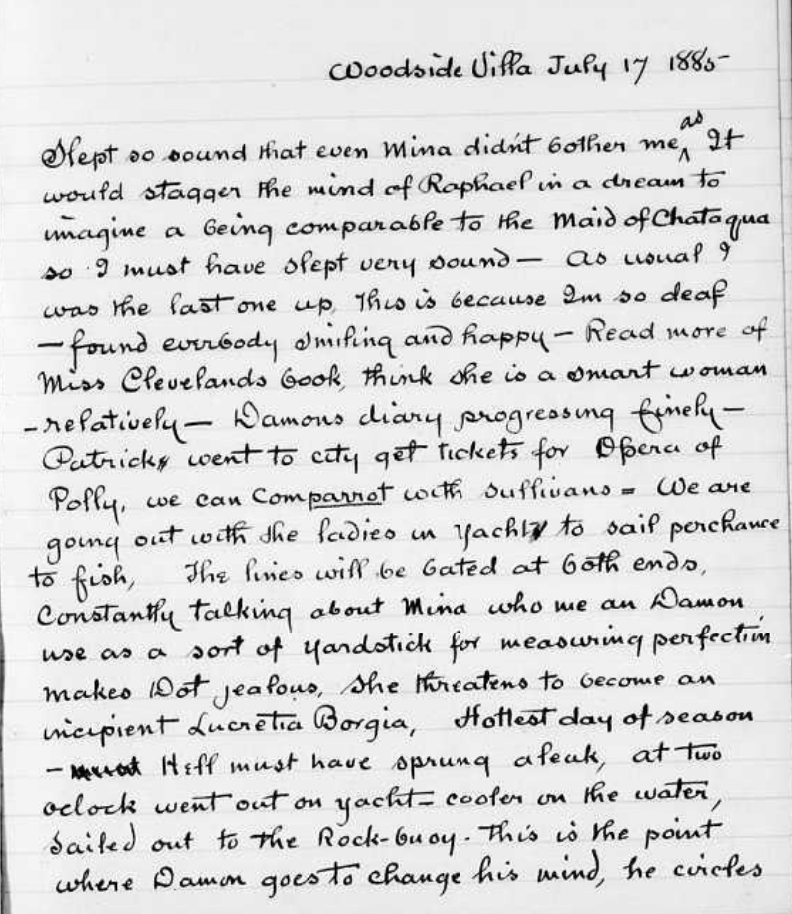 Woodside Villa July 17 1885
Slept so sound that even Mina didn't bother me, as It
would stagger the mind of Raphael in a dream to
imagine a being comparable to the Maid of Chataqua
so I must have slept very sound — As usual I
was the last one up, This is because Im so deaf
— found everbody smiling and happy — Read more of
Miss Clevelands book, think she is a smart woman
— relatively — Damons diary progressing finely —
Patrick went to city get tickets for Opera of
Polly, we can Comparrot with Sullivans = We are
going out with the ladies in yacht to sail perchance
to fish, The lines will be bated at both ends,
Constantly talking about Mina who me an Damon
use as a sort of yardstick for measuring perfection
makes Dot jealous, She threatens to become an
incipient Lucretia Borgia, Hottest day of season
— Hell must have sprung a leak, at two
oclock went out on yacht = cooler on the water,
sailed out to the Rock-buoy. This is the point
where Damon goes to change his mind, he circles